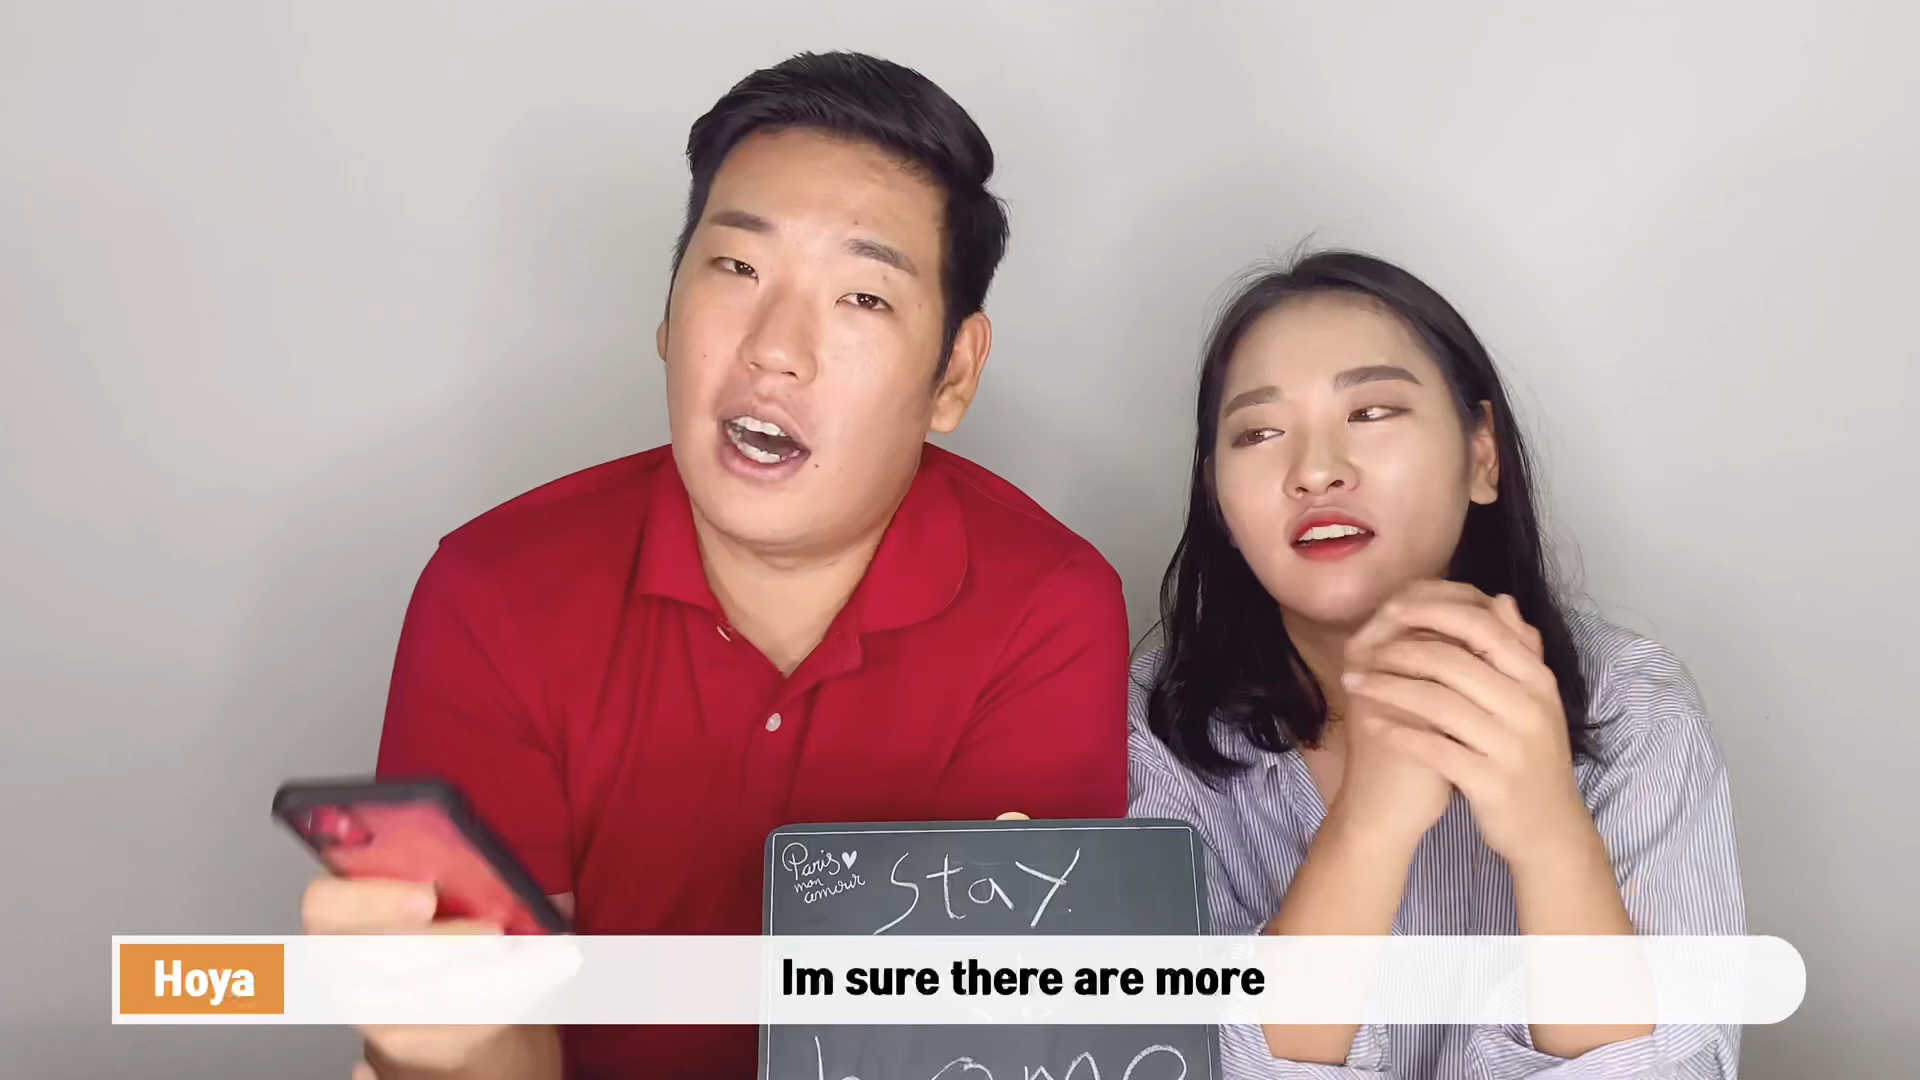 Paris
mon
amour
Stay
Hoya
Im sure there are more